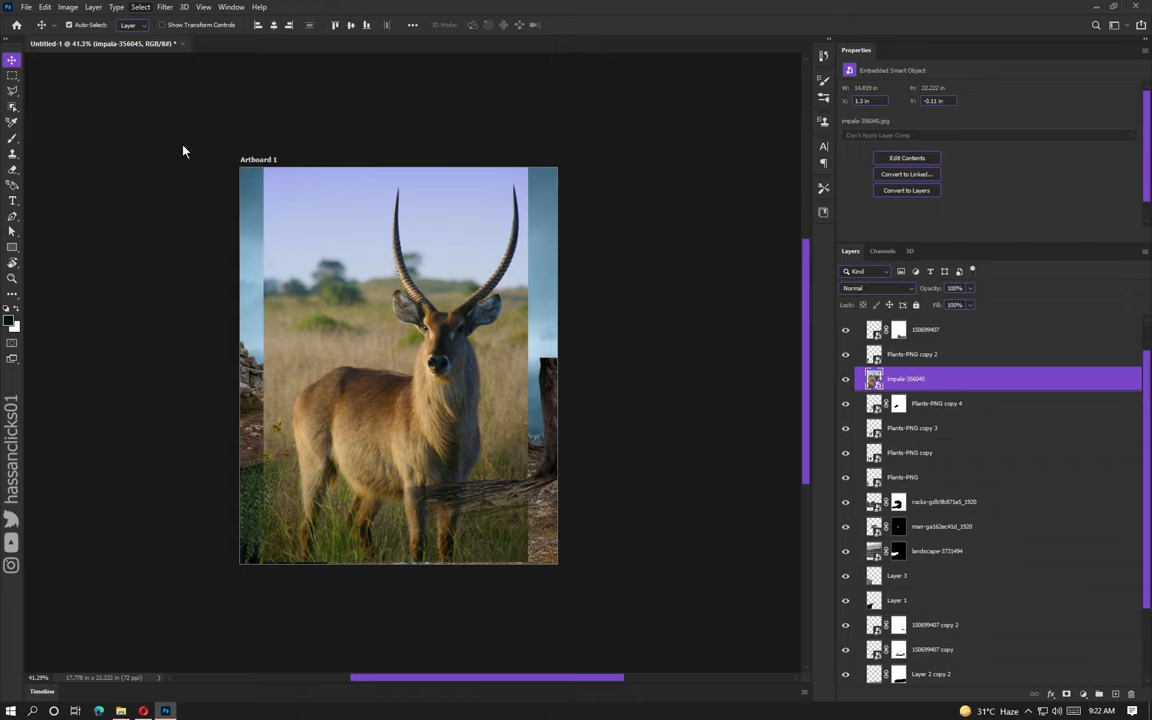 File Edit Image Layer Type Select Filter 3D View Window Help
Auto-Select: Layer Show Transform Controls 3D Mode:
Untitled-1 @ 41.3% (impala-356045, RGB/8#) *
Artboard 1
hassanclicks01
Properties
Embedded Smart Object
W: 14.819 in H: 22.222 in
X: 1.3 in Y: -0.11 in
impala-356045.jpg
Don't Apply Layer Comp
Edit Contents
Convert to Linked...
Convert to Layers
Layers Channels 3D
Kind
Normal Opacity: 100%
Lock: Fill: 100%
150699407
Plants-PNG copy 2
impala-356045
Plants-PNG copy 4
Plants-PNG copy 3
Plants-PNG copy
Plants-PNG
rocks-gdb9b871a5_1920
man-ga162ec41d_1920
landscape-3731494
Layer 3
Layer 1
150699407 copy 2
150699407 copy
Layer 2 copy 2
41.29% 17.778 in x 22.222 in (72 ppi)
Timeline
31°C Haze 9:22 AM